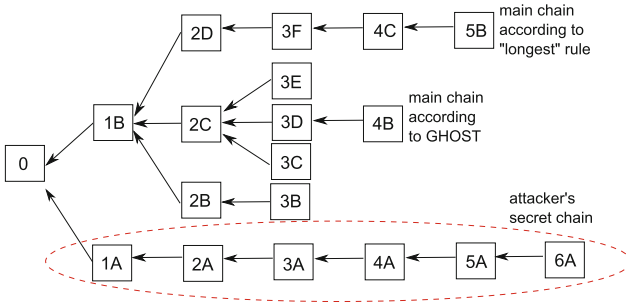 main chain
according to
"longest" rule
2D
3F
4C
5B
3E
main chain
according
to GHOST
1B
2C
3D
4B
0
3C
2B
3B
attacker's
secret chain
1A
2A
3A
4A
5A
6A